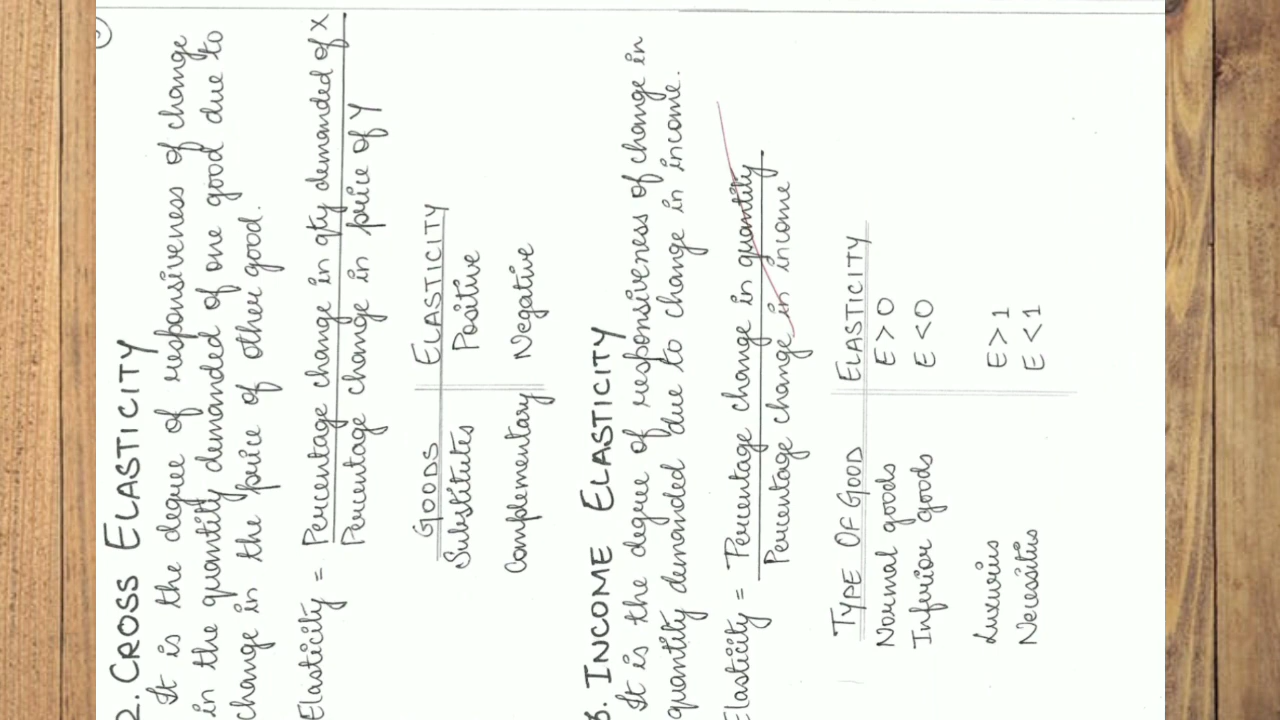 2. CROSS ELASTICITY
It is the degree of responsiveness of change
in the quantity demanded of one good due to
change in the price of other good.
Elasticity = Percentage change in qty demanded of X
Percentage change in price of Y
GOODS ELASTICITY
Substitutes Positive
Complementary Negative
3. INCOME ELASTICITY
It is the degree of responsiveness of change in
quantity demanded due to change in income.
Elasticity = Percentage change in quantity
Percentage change in income
TYPE OF GOOD ELASTICITY
Normal goods E > 0
Inferior goods E < 0
Luxuries E > 1
Necessities E < 1